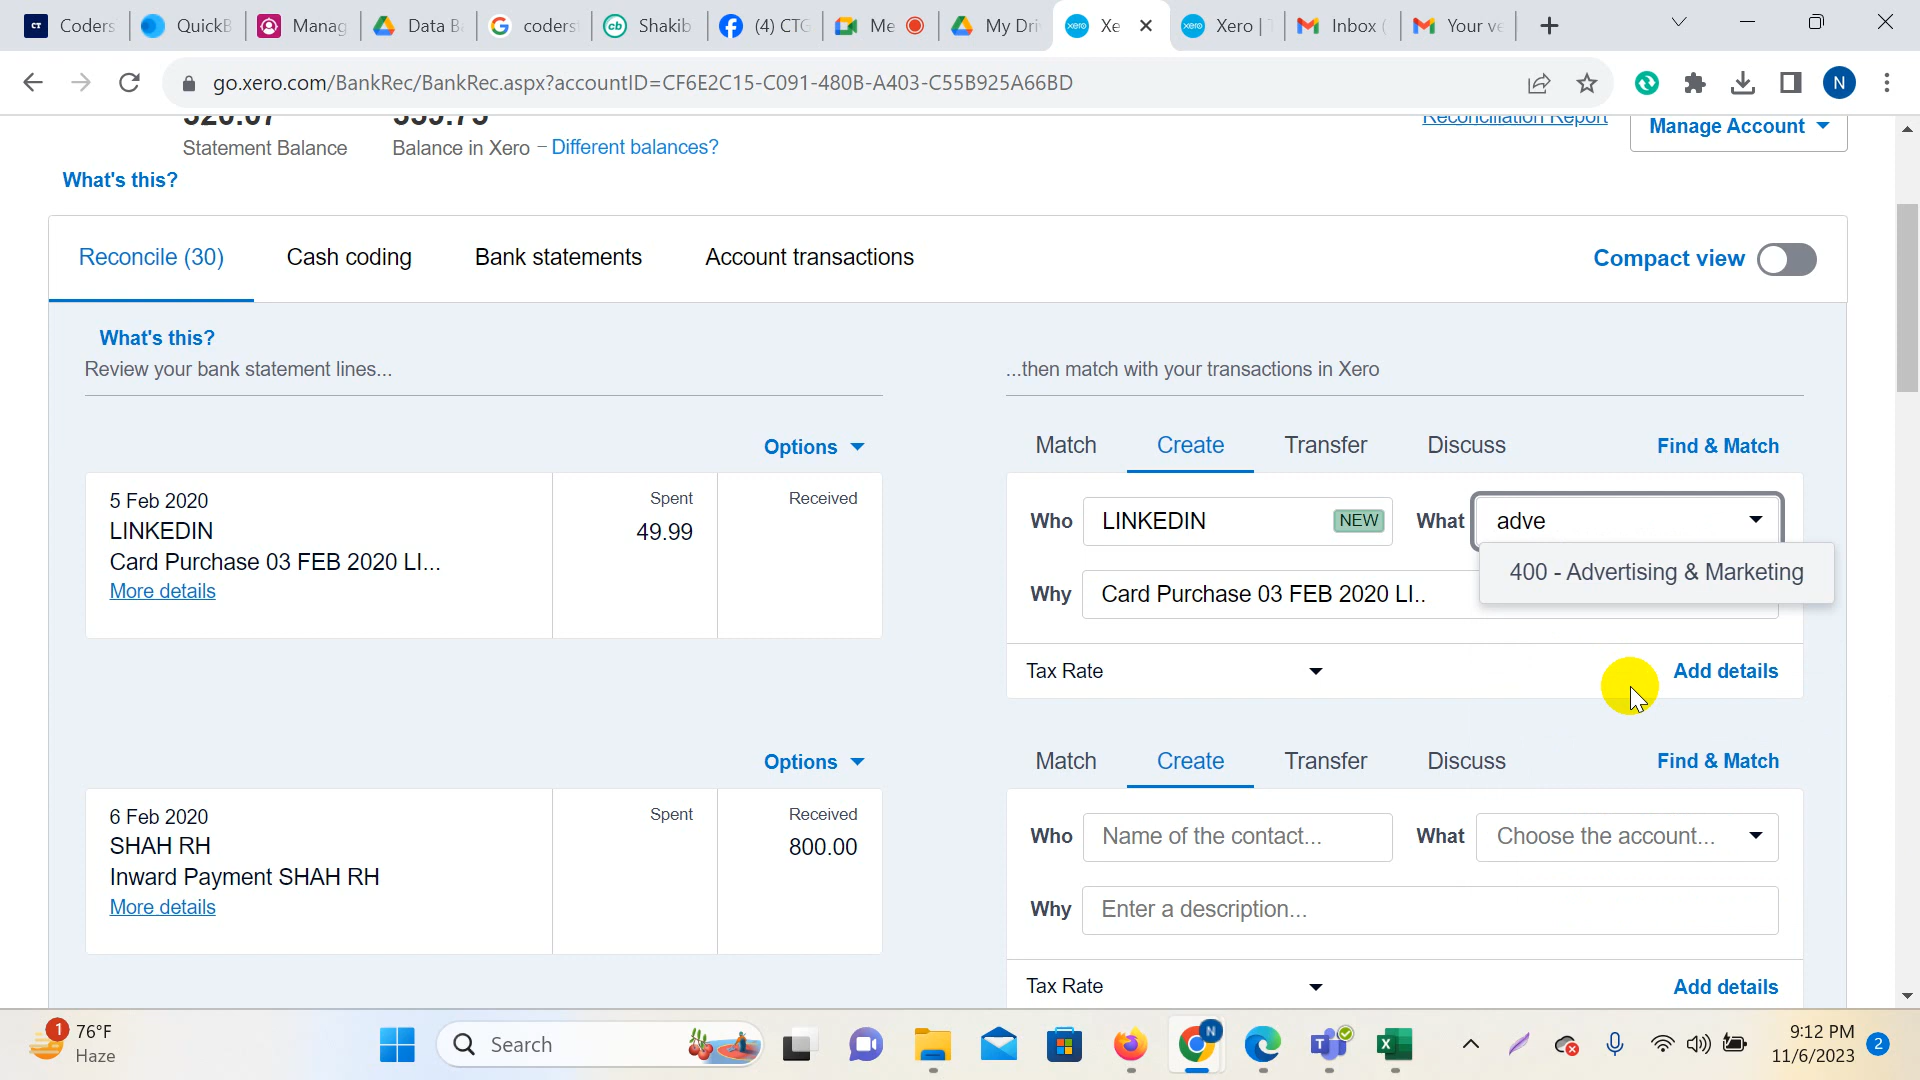 Coders
QuickB
Manag
Data B
coders
Shakib
(4) CTG
Me
My Dri
Xe
Xero | T
Inbox (
Your ve
go.xero.com/BankRec/BankRec.aspx?accountID=CF6E2C15-C091-480B-A403-C55B925A66BD
N
Statement Balance
Balance in Xero - Different balances?
Reconciliation Report
Manage Account
What's this?
Reconcile (30)
Cash coding
Bank statements
Account transactions
Compact view
What's this?
Review your bank statement lines...
...then match with your transactions in Xero
Options
Match
Create
Transfer
Discuss
Find & Match
5 Feb 2020
LINKEDIN
Card Purchase 03 FEB 2020 LI...
More details
Spent
49.99
Received
Who
LINKEDIN
NEW
What
adve
400 - Advertising & Marketing
Why
Card Purchase 03 FEB 2020 LI..
Tax Rate
Add details
Options
Match
Create
Transfer
Discuss
Find & Match
6 Feb 2020
SHAH RH
Inward Payment SHAH RH
More details
Spent
Received
800.00
Who
Name of the contact...
What
Choose the account...
Why
Enter a description...
Tax Rate
Add details
1
76°F
Haze
Search
9:12 PM
11/6/2023
2